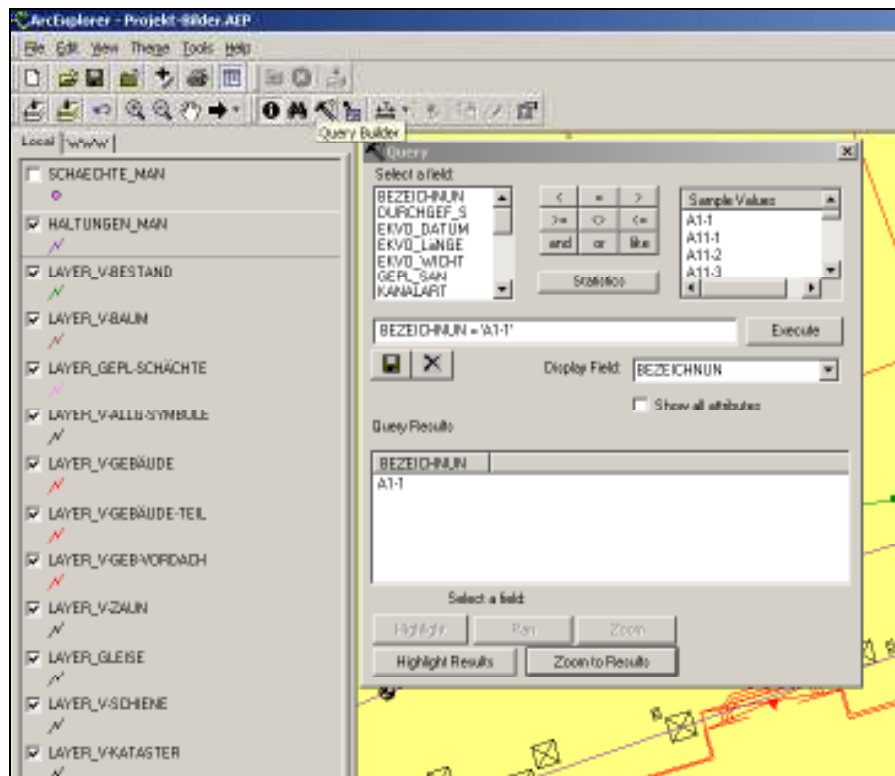 ArcExplorer - Projekt-Bilder.AEP
File Edit View Theme Tools Help
Query Builder
Local WWW
SCHAECHTE_MAN
HALTUNGEN_MAN
LAYER_V-BESTAND
LAYER_V-BAUM
LAYER_GEPL-SCHÄCHTE
LAYER_V-ALLG-SYMBOLE
LAYER_V-GEBÄUDE
LAYER_V-GEBÄUDE-TEIL
LAYER_V-GEB-VORDACH
LAYER_V-ZAUN
LAYER_GLEISE
LAYER_V-SCHIENE
LAYER_V-KATASTER
Query
Select a field:
BEZEICHNUN
DURCHGEF_S
EKVO_DATUM
EKVO_LäNGE
EKVO_WICHT
GEPL_SAN
KANALART
< = >
>= <> <=
and or like
Statistics
Sample Values
A1-1
A11-1
A11-2
A11-3
BEZEICHNUN = 'A1-1'
Execute
Display Field: BEZEICHNUN
Show all attributes
Query Results
BEZEICHNUN
A1-1
Select a field:
Highlight Pan Zoom
Highlight Results Zoom to Results